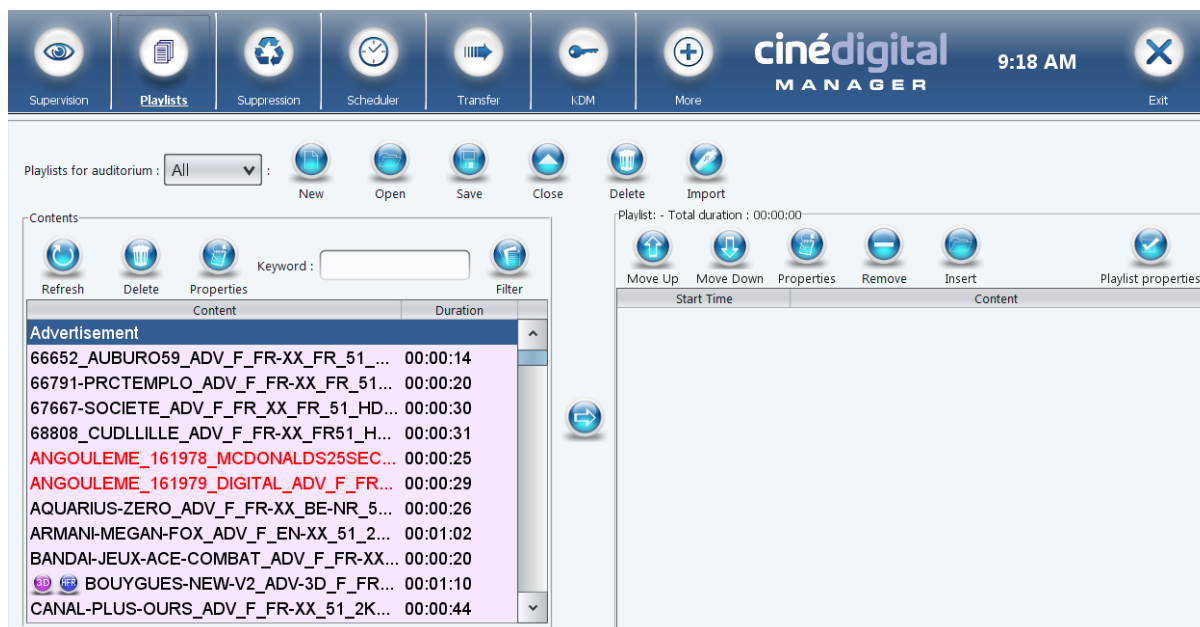 cinédigital
MANAGER
9:18 AM
Supervision
Playlists
Suppression
Scheduler
Transfer
KDM
More
Exit
Playlists for auditorium : All :
New
Open
Save
Close
Delete
Import
Contents
Refresh
Delete
Properties
Keyword :
Filter
Content Duration
Advertisement
66652_AUBURO59_ADV_F_FR-XX_FR_51_... 00:00:14
66791-PRCTEMPLO_ADV_F_FR-XX_FR_51... 00:00:20
67667-SOCIETE_ADV_F_FR_XX_FR_51_HD... 00:00:30
68808_CUDLLILLE_ADV_F_FR-XX_FR51_H... 00:00:31
ANGOULEME_161978_MCDONALDS25SEC... 00:00:25
ANGOULEME_161979_DIGITAL_ADV_F_FR... 00:00:29
AQUARIUS-ZERO_ADV_F_FR-XX_BE-NR_5... 00:00:26
ARMANI-MEGAN-FOX_ADV_F_EN-XX_51_2... 00:01:02
BANDAI-JEUX-ACE-COMBAT_ADV_F_FR-XX... 00:00:20
3D HFR BOUYGUES-NEW-V2_ADV-3D_F_FR... 00:01:10
CANAL-PLUS-OURS_ADV_F_FR-XX_51_2K... 00:00:44
Playlist: - Total duration : 00:00:00
Move Up
Move Down
Properties
Remove
Insert
Playlist properties
Start Time Content